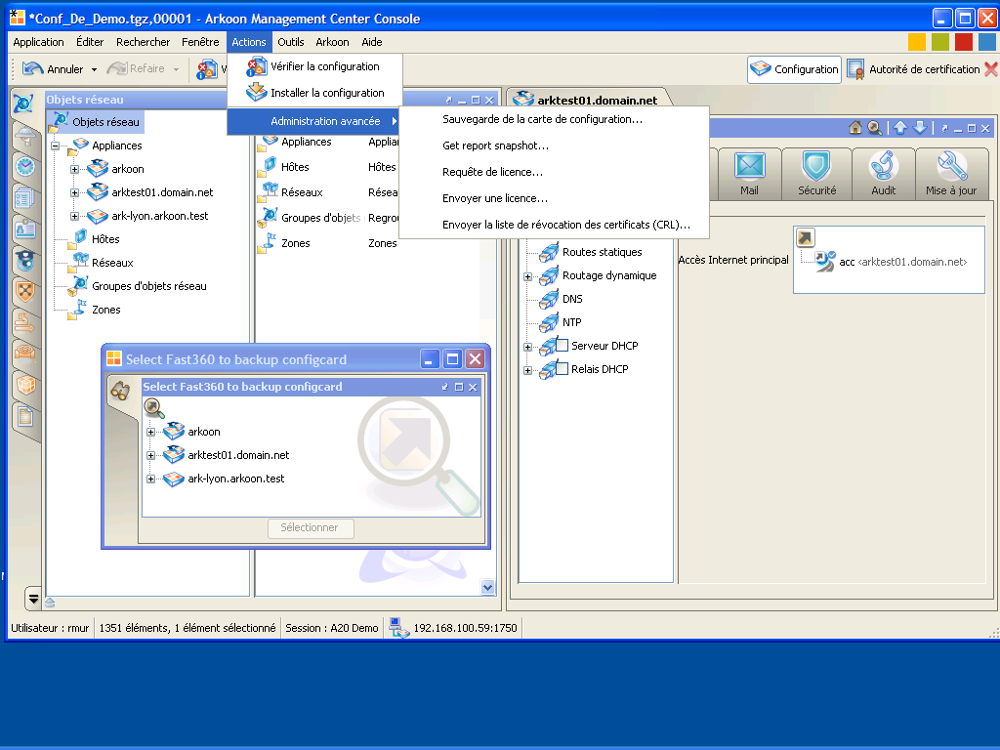 *Conf_De_Demo.tgz,00001 - Arkoon Management Center Console
Application Éditer Rechercher Fenêtre Actions Outils Arkoon Aide
Annuler Refaire Configuration Autorité de certification
Vérifier la configuration
Installer la configuration
Administration avancée
Sauvegarde de la carte de configuration...
Get report snapshot...
Requête de licence...
Envoyer une licence...
Envoyer la liste de révocation des certificats (CRL)...
Objets réseau
Objets réseau
Appliances
arkoon
arktest01.domain.net
ark-lyon.arkoon.test
Hôtes
Réseaux
Groupes d'objets réseau
Zones
Appliances Applian
Hôtes Hôtes
Réseaux Résea
Groupes d'objets Regro
Zones Zones
arktest01.domain.net
Mail Sécurité Audit Mise à jour
Routes statiques
Routage dynamique
DNS
NTP
Serveur DHCP
Relais DHCP
Accès Internet principal
acc <arktest01.domain.net>
Select Fast360 to backup configcard
Select Fast360 to backup configcard
arkoon
arktest01.domain.net
ark-lyon.arkoon.test
Sélectionner
Utilisateur : rmur 1351 éléments, 1 élément sélectionné Session : A20 Demo 192.168.100.59:1750